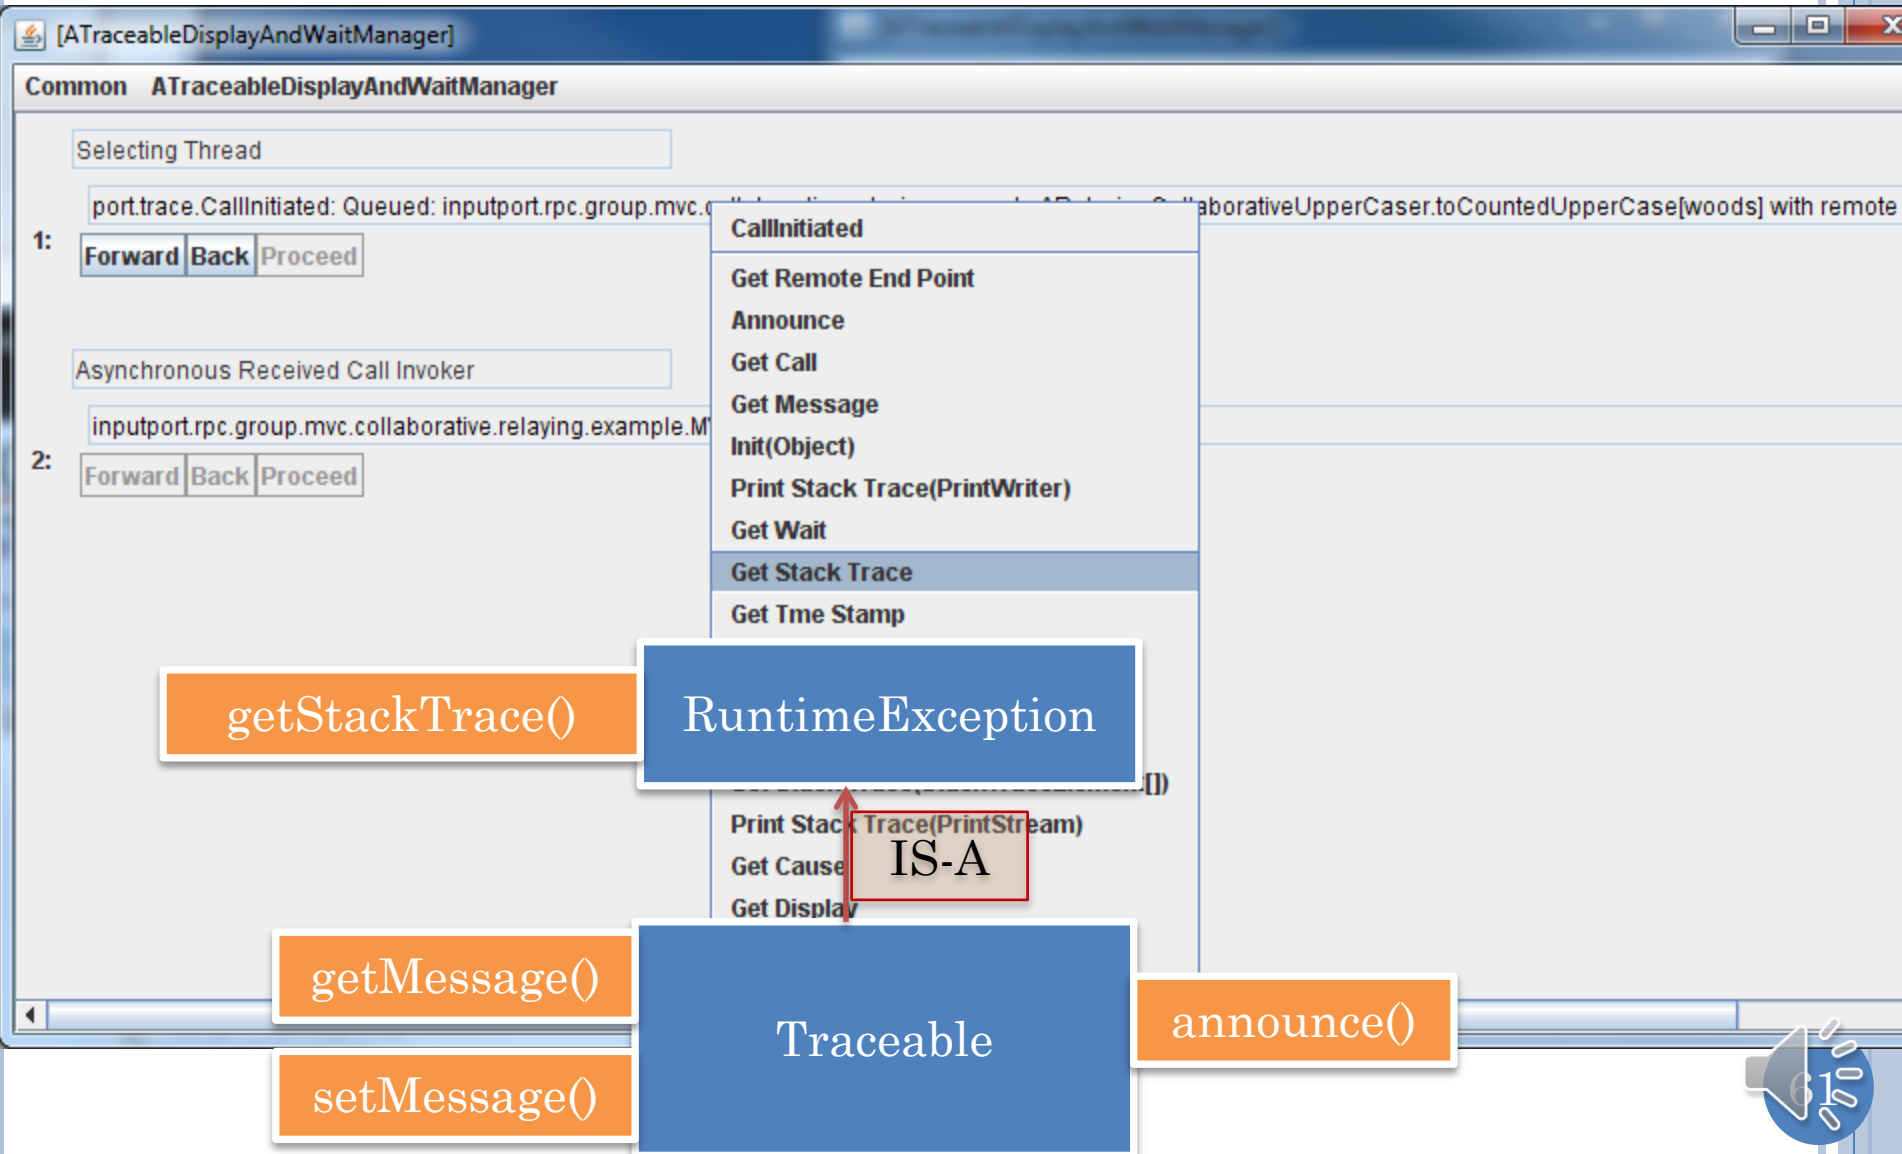 [ATraceableDisplayAndWaitManager]
Common ATraceableDisplayAndWaitManager
Selecting Thread
port.trace.CallInitiated: Queued: inputport.rpc.group.mvc. aborativeUpperCaser.toCountedUpperCase[woods] with remote
1:
Forward Back Proceed
Asynchronous Received Call Invoker
inputport.rpc.group.mvc.collaborative.relaying.example.M
2:
Forward Back Proceed
CallInitiated
Get Remote End Point
Announce
Get Call
Get Message
Init(Object)
Print Stack Trace(PrintWriter)
Get Wait
Get Stack Trace
Get Tme Stamp
getStackTrace()
RuntimeException
[])
Print Stack Trace(PrintStream)
Get Cause
IS-A
Get Display
getMessage()
Traceable
announce()
setMessage()
61